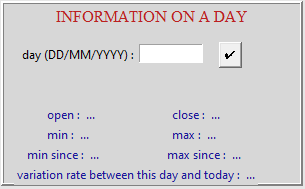 INFORMATION ON A DAY
day (DD/MM/YYYY) : ✔
open : ... close : ...
min : ... max : ...
min since : ... max since : ...
variation rate between this day and today : ...